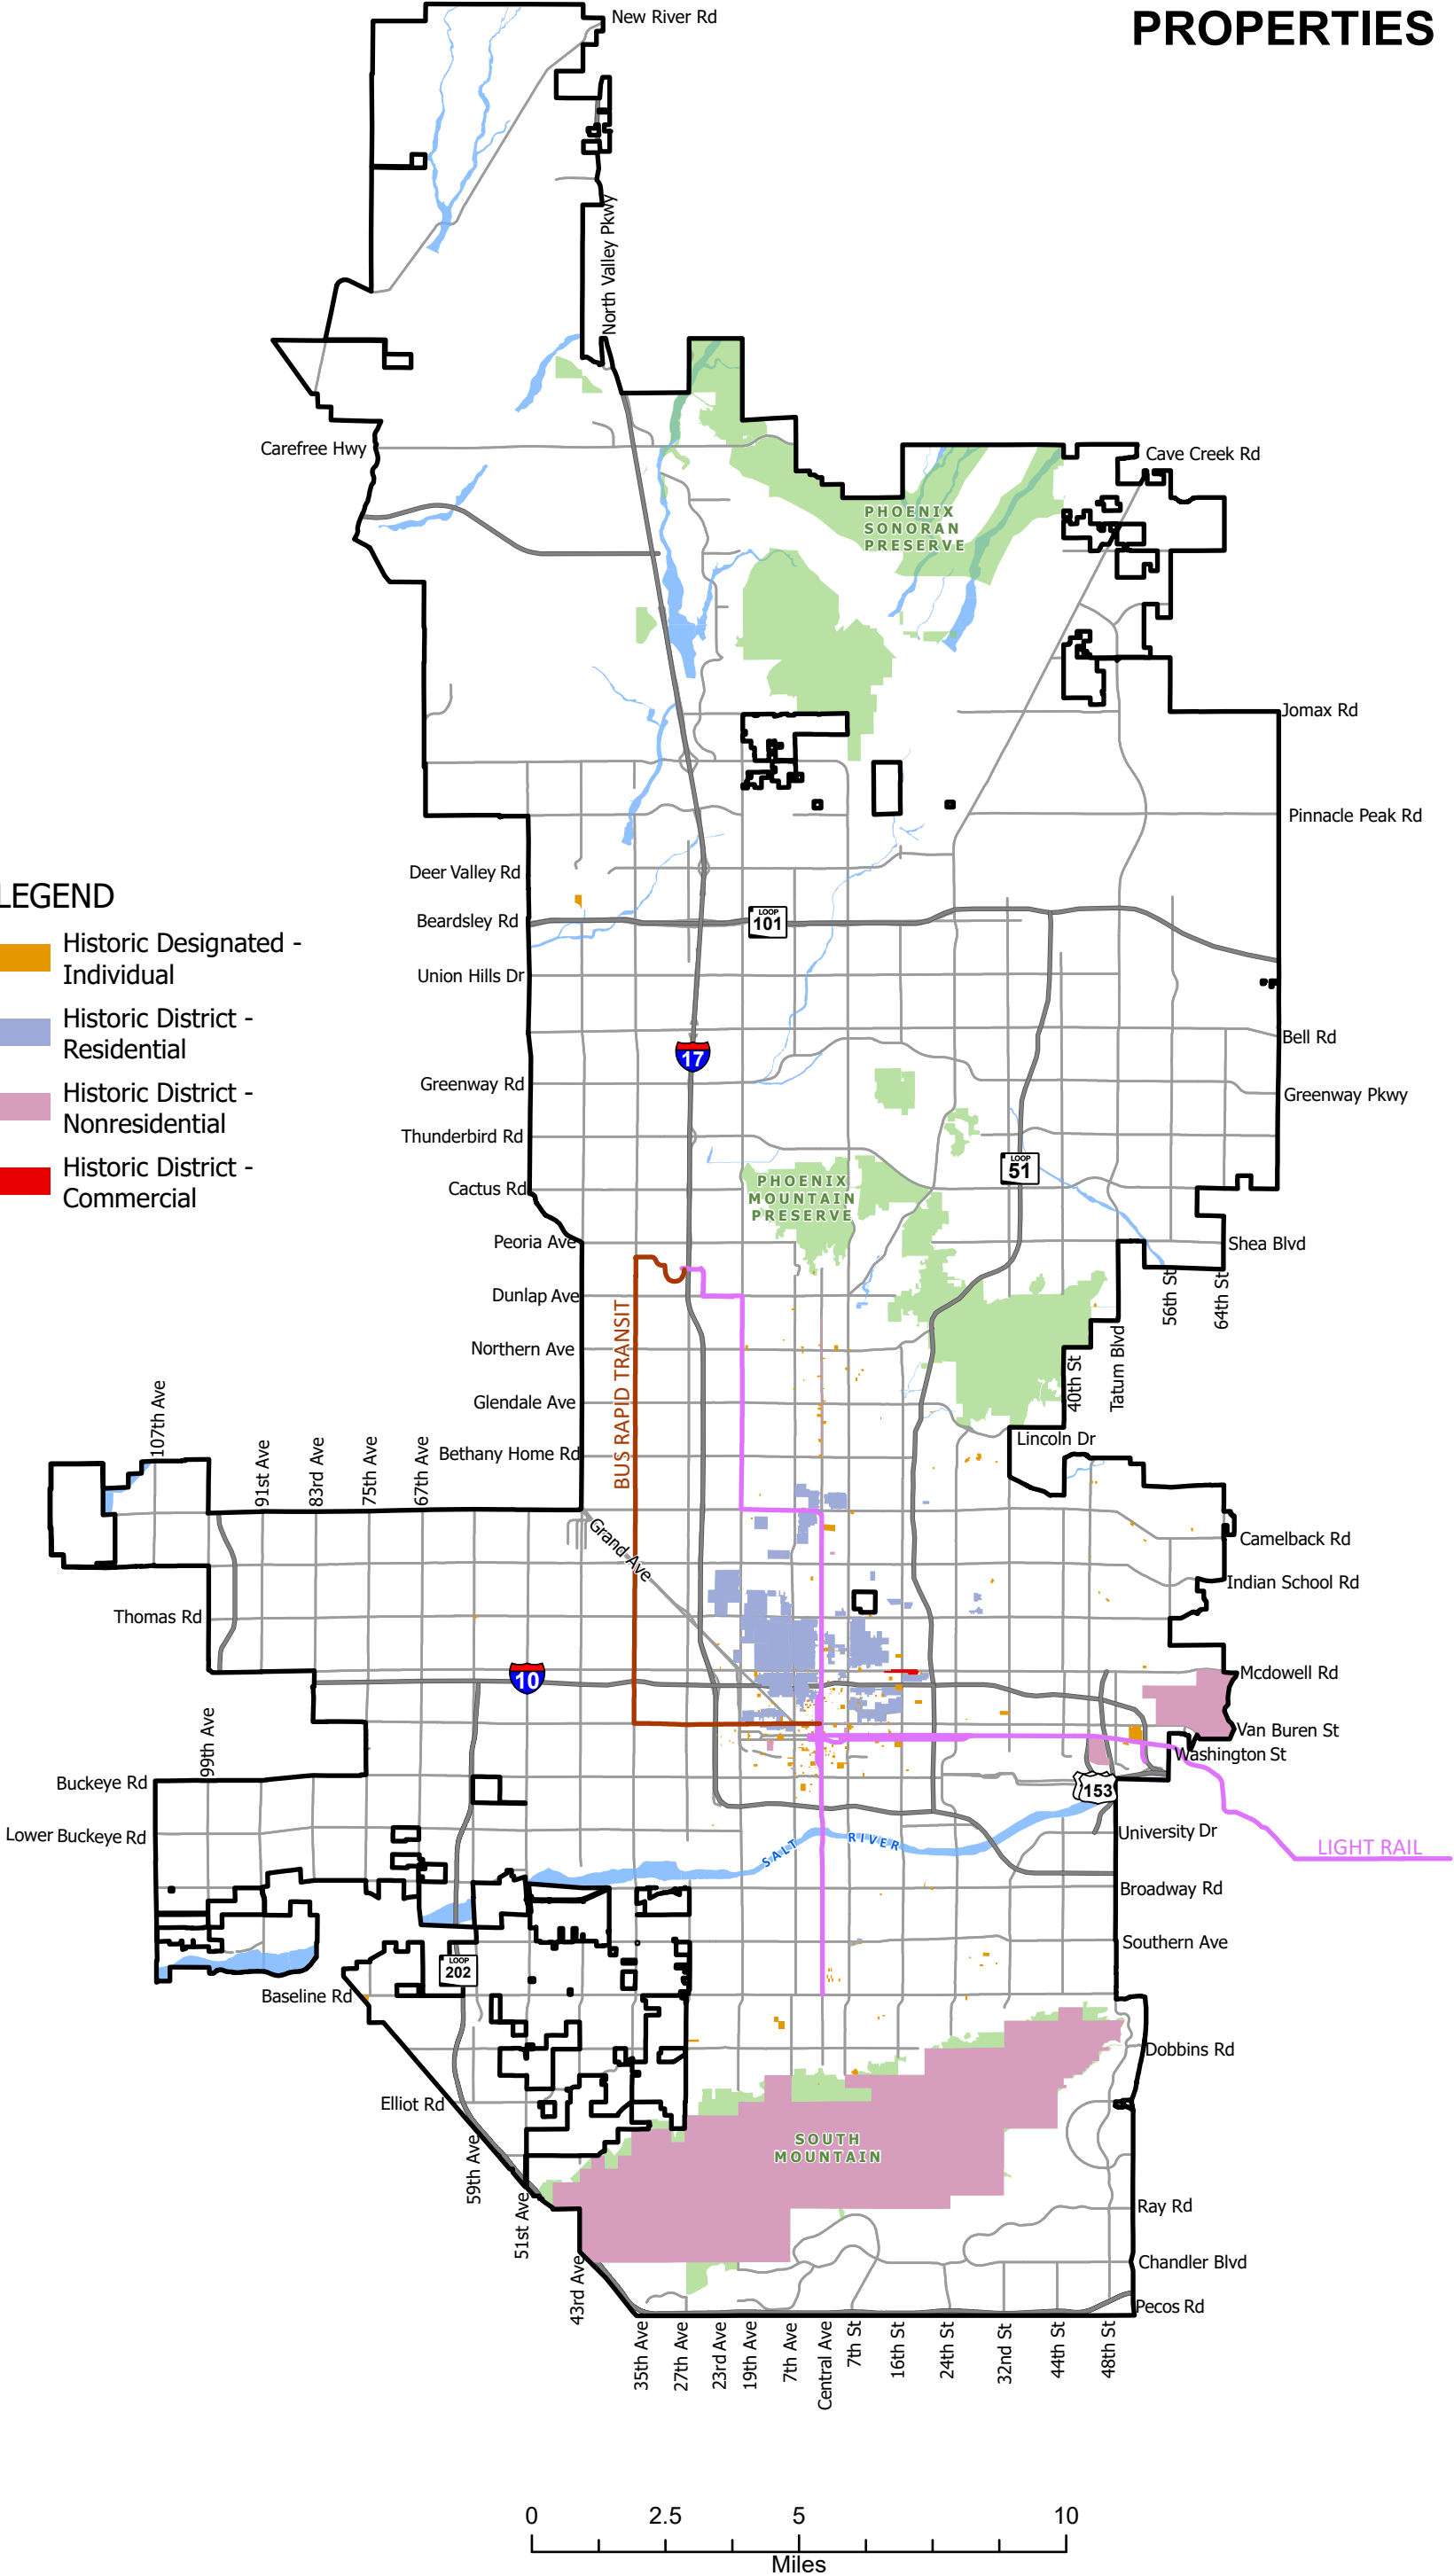 PROPERTIES
New River Rd
North Valley Pkwy
Carefree Hwy
Cave Creek Rd
PHOENIX
SONORAN
PRESERVE
Jomax Rd
Pinnacle Peak Rd
Deer Valley Rd
LEGEND
Beardsley Rd
LOOP
101
Historic Designated -
Individual
Union Hills Dr
Historic District -
Residential
Bell Rd
17
Greenway Rd
Greenway Pkwy
Historic District -
Nonresidential
Thunderbird Rd
LOOP
51
Historic District -
Commercial
Cactus Rd
PHOENIX
MOUNTAIN
PRESERVE
Peoria Ave
Shea Blvd
Dunlap Ave
56th St
64th St
BUS RAPID TRANSIT
Northern Ave
40th St
Tatum Blvd
Glendale Ave
107th Ave
91st Ave
83rd Ave
75th Ave
67th Ave
Bethany Home Rd
Lincoln Dr
Grand Ave
Camelback Rd
Indian School Rd
Thomas Rd
10
Mcdowell Rd
99th Ave
Van Buren St
Washington St
Buckeye Rd
153
Lower Buckeye Rd
University Dr
SALT RIVER
LIGHT RAIL
Broadway Rd
Southern Ave
LOOP
202
Baseline Rd
Dobbins Rd
Elliot Rd
SOUTH
MOUNTAIN
59th Ave
51st Ave
Ray Rd
43rd Ave
Chandler Blvd
Pecos Rd
35th Ave
27th Ave
23rd Ave
19th Ave
7th Ave
Central Ave
7th St
16th St
24th St
32nd St
44th St
48th St
0 2.5 5 10
Miles